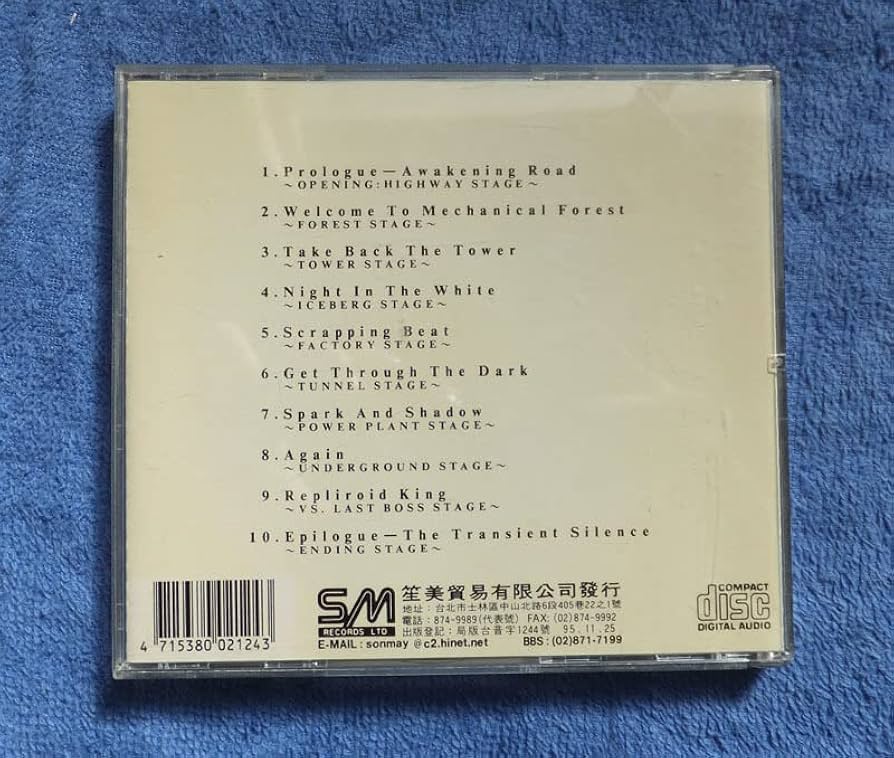 1. Prologue—Awakening Road
～OPENING:HIGHWAY STAGE～
2. Welcome To Mechanical Forest
～FOREST STAGE～
3. Take Back The Tower
～TOWER STAGE～
4. Night In The White
～ICEBERG STAGE～
5. Scrapping Beat
～FACTORY STAGE～
6. Get Through The Dark
～TUNNEL STAGE～
7. Spark And Shadow
～POWER PLANT STAGE～
8. Again
～UNDERGROUND STAGE～
9. Repliroid King
～VS. LAST BOSS STAGE～
10. Epilogue—The Transient Silence
～ENDING STAGE～
4 715380 021243
SM
RECORDS LTD
笙美貿易有限公司發行
地址：台北市士林區中山北路6段405巷22之1號
電話：874-9989(代表號) FAX:(02)874-9992
出版登記：局版台音字1244號 95.11.25
E-MAIL : sonmay @c2.hinet.net BBS : (02)871-7199
COMPACT
disc
DIGITAL AUDIO